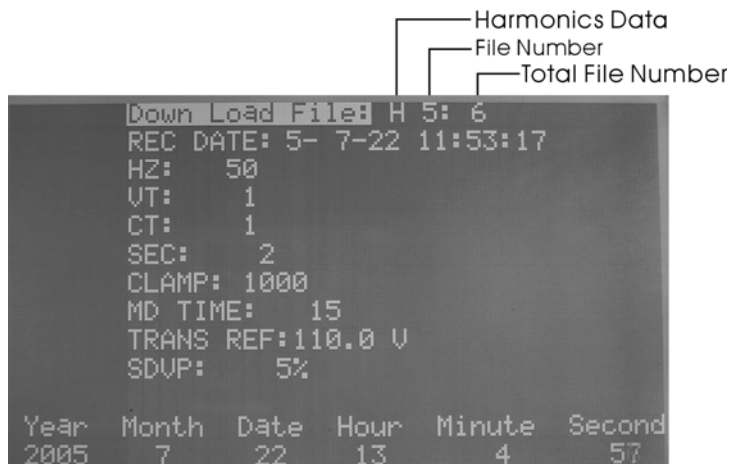 Harmonics Data
File Number
Total File Number
Down Load File: H 5: 6
REC DATE: 5- 7-22 11:53:17
HZ: 50
VT: 1
CT: 1
SEC: 2
CLAMP: 1000
MD TIME: 15
TRANS REF:110.0 V
SDVP: 5%
Year Month Date Hour Minute Second
2005 7 22 13 4 57